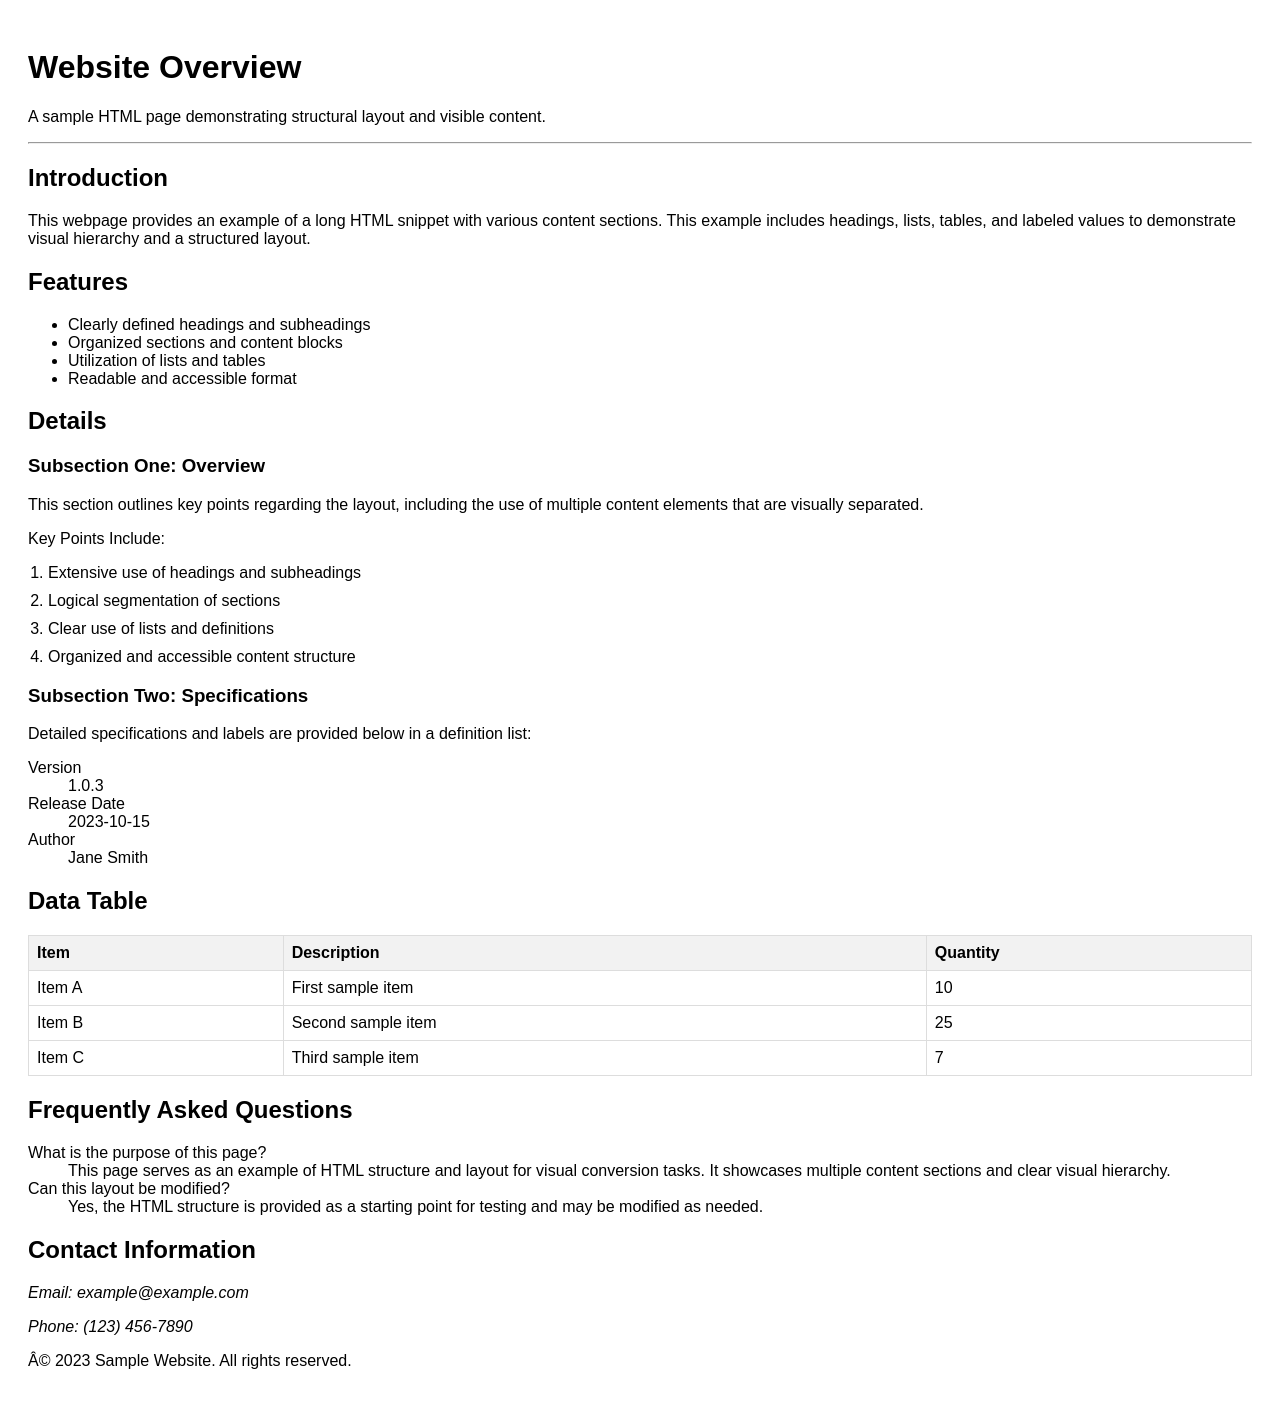 Website Overview
A sample HTML page demonstrating structural layout and visible content.
Introduction
This webpage provides an example of a long HTML snippet with various content sections. This example includes headings, lists, tables, and labeled values to demonstrate
visual hierarchy and a structured layout.
Features
• Clearly defined headings and subheadings
• Organized sections and content blocks
• Utilization of lists and tables
• Readable and accessible format
Details
Subsection One: Overview
This section outlines key points regarding the layout, including the use of multiple content elements that are visually separated.
Key Points Include:
1. Extensive use of headings and subheadings
2. Logical segmentation of sections
3. Clear use of lists and definitions
4. Organized and accessible content structure
Subsection Two: Specifications
Detailed specifications and labels are provided below in a definition list:
Version
1.0.3
Release Date
2023-10-15
Author
Jane Smith
Data Table
Item Description Quantity
Item A First sample item 10
Item B Second sample item 25
Item C Third sample item 7
Frequently Asked Questions
What is the purpose of this page?
This page serves as an example of HTML structure and layout for visual conversion tasks. It showcases multiple content sections and clear visual hierarchy.
Can this layout be modified?
Yes, the HTML structure is provided as a starting point for testing and may be modified as needed.
Contact Information
Email: example@example.com
Phone: (123) 456-7890
Â© 2023 Sample Website. All rights reserved.